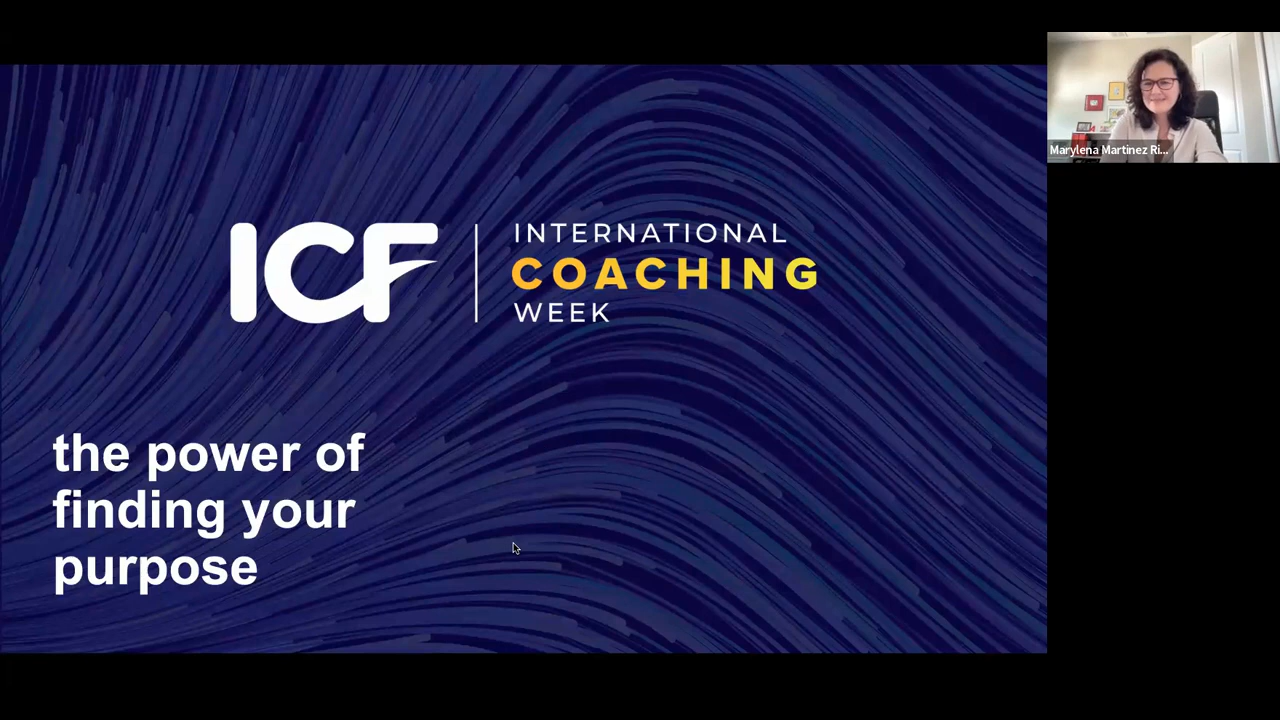 ICF
INTERNATIONAL
COACHING
WEEK
the power of
finding your
purpose
Marylena Martinez Ri...